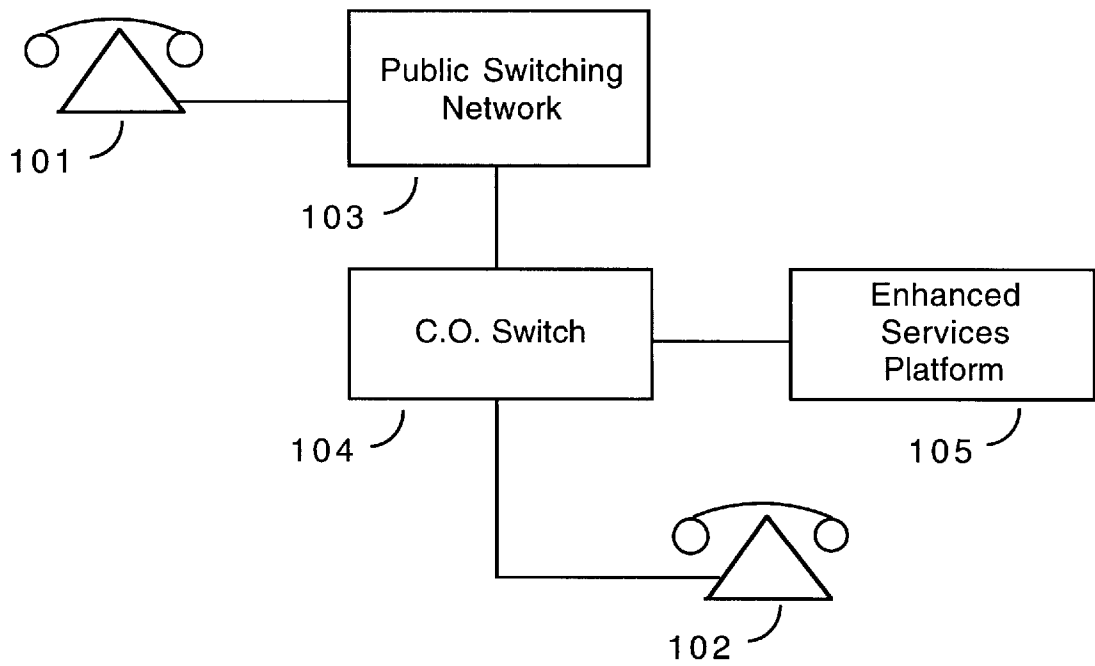 Public Switching
Network
101
103
C.O. Switch
Enhanced
Services
Platform
104
105
102